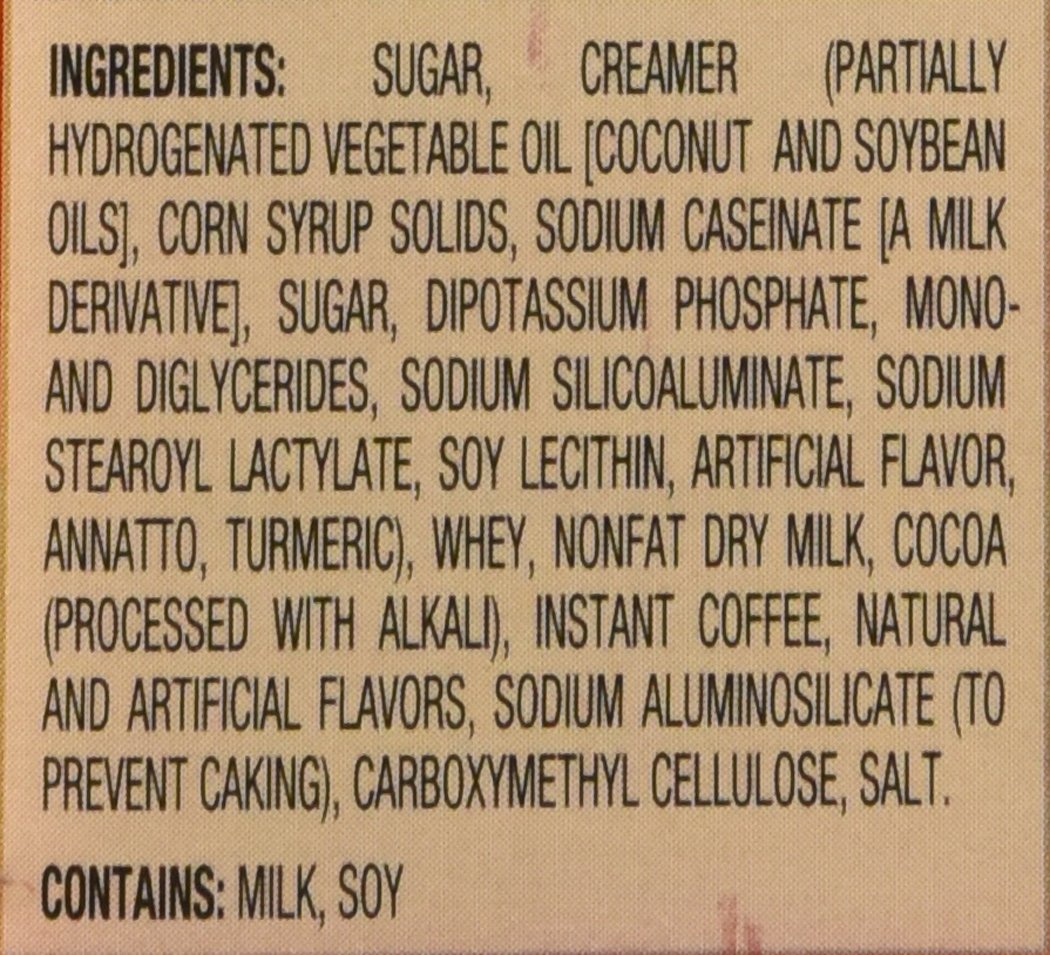 INGREDIENTS: SUGAR, CREAMER (PARTIALLY
HYDROGENATED VEGETABLE OIL [COCONUT AND SOYBEAN
OILS], CORN SYRUP SOLIDS, SODIUM CASEINATE [A MILK
DERIVATIVE], SUGAR, DIPOTASSIUM PHOSPHATE, MONO-
AND DIGLYCERIDES, SODIUM SILICOALUMINATE, SODIUM
STEAROYL LACTYLATE, SOY LECITHIN, ARTIFICIAL FLAVOR,
ANNATTO, TURMERIC), WHEY, NONFAT DRY MILK, COCOA
(PROCESSED WITH ALKALI), INSTANT COFFEE, NATURAL
AND ARTIFICIAL FLAVORS, SODIUM ALUMINOSILICATE (TO
PREVENT CAKING), CARBOXYMETHYL CELLULOSE, SALT.
CONTAINS: MILK, SOY